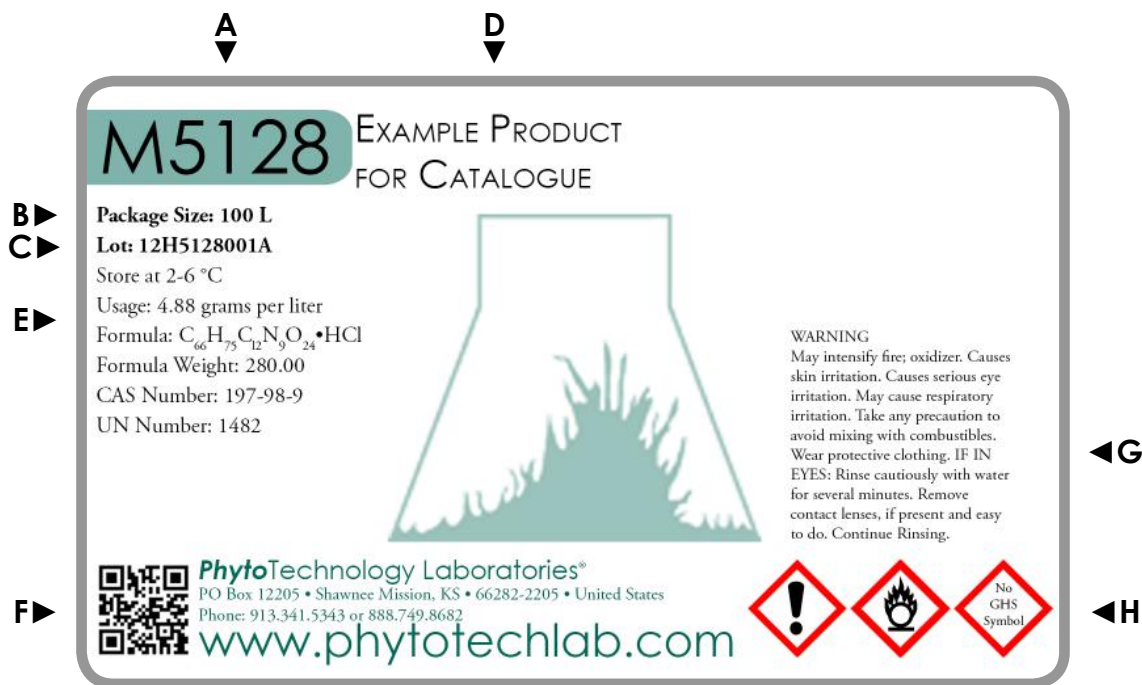 A
D
M5128
EXAMPLE PRODUCT
FOR CATALOGUE
B
Package Size: 100 L
C
Lot: 12H5128001A
Store at 2-6 °C
Usage: 4.88 grams per liter
E
Formula: C₆₆H₇₅C₁₂N₉O₂₄•HCl
Formula Weight: 280.00
CAS Number: 197-98-9
UN Number: 1482
WARNING
May intensify fire; oxidizer. Causes
skin irritation. Causes serious eye
irritation. May cause respiratory
irritation. Take any precaution to
avoid mixing with combustibles.
Wear protective clothing. IF IN
EYES: Rinse cautiously with water
for several minutes. Remove
contact lenses, if present and easy
to do. Continue Rinsing.
G
F
PhytoTechnology Laboratories®
PO Box 12205 • Shawnee Mission, KS • 66282-2205 • United States
Phone: 913.341.5343 or 888.749.8682
www.phytotechlab.com
No
GHS
Symbol
H